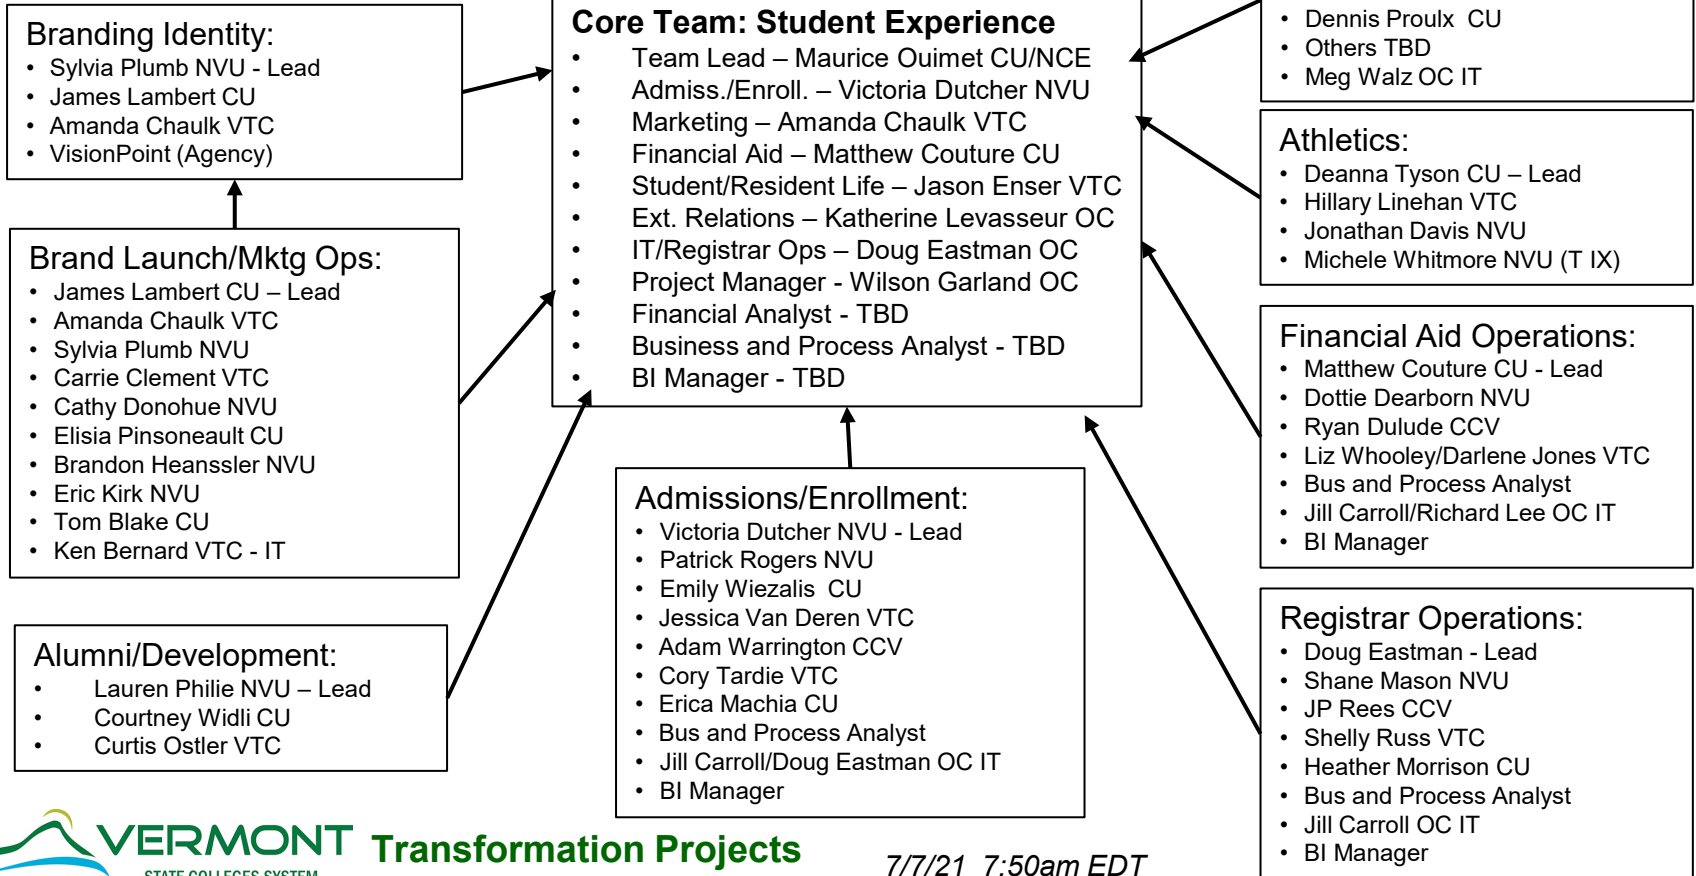 Branding Identity:
• Sylvia Plumb NVU - Lead
• James Lambert CU
• Amanda Chaulk VTC
• VisionPoint (Agency)
Brand Launch/Mktg Ops:
• James Lambert CU – Lead
• Amanda Chaulk VTC
• Sylvia Plumb NVU
• Carrie Clement VTC
• Cathy Donohue NVU
• Elisia Pinsoneault CU
• Brandon Heanssler NVU
• Eric Kirk NVU
• Tom Blake CU
• Ken Bernard VTC - IT
Alumni/Development:
• Lauren Philie NVU – Lead
• Courtney Widli CU
• Curtis Ostler VTC
Core Team: Student Experience
• Team Lead – Maurice Ouimet CU/NCE
• Admiss./Enroll. – Victoria Dutcher NVU
• Marketing – Amanda Chaulk VTC
• Financial Aid – Matthew Couture CU
• Student/Resident Life – Jason Enser VTC
• Ext. Relations – Katherine Levasseur OC
• IT/Registrar Ops – Doug Eastman OC
• Project Manager - Wilson Garland OC
• Financial Analyst - TBD
• Business and Process Analyst - TBD
• BI Manager - TBD
Admissions/Enrollment:
• Victoria Dutcher NVU - Lead
• Patrick Rogers NVU
• Emily Wiezalis CU
• Jessica Van Deren VTC
• Adam Warrington CCV
• Cory Tardie VTC
• Erica Machia CU
• Bus and Process Analyst
• Jill Carroll/Doug Eastman OC IT
• BI Manager
• Dennis Proulx CU
• Others TBD
• Meg Walz OC IT
Athletics:
• Deanna Tyson CU – Lead
• Hillary Linehan VTC
• Jonathan Davis NVU
• Michele Whitmore NVU (T IX)
Financial Aid Operations:
• Matthew Couture CU - Lead
• Dottie Dearborn NVU
• Ryan Dulude CCV
• Liz Whooley/Darlene Jones VTC
• Bus and Process Analyst
• Jill Carroll/Richard Lee OC IT
• BI Manager
Registrar Operations:
• Doug Eastman - Lead
• Shane Mason NVU
• JP Rees CCV
• Shelly Russ VTC
• Heather Morrison CU
• Bus and Process Analyst
• Jill Carroll OC IT
• BI Manager
VERMONT
STATE COLLEGES SYSTEM
Transformation Projects
7/7/21 7:50am EDT